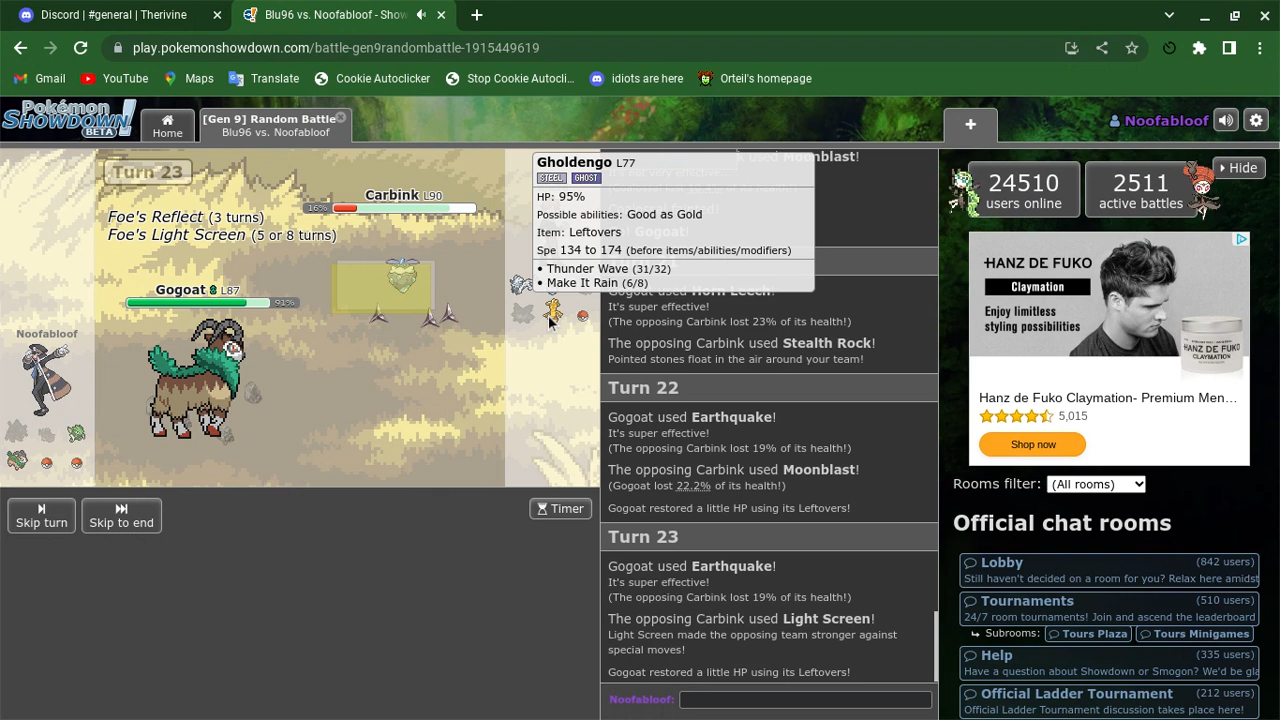 Discord | #general | Therivine
Blu96 vs. Noofabloof - Show
play.pokemonshowdown.com/battle-gen9randombattle-1915449619
Gmail
YouTube
Maps
Translate
Cookie Autoclicker
Stop Cookie Autocli...
idiots are here
Orteil's homepage
Pokémon
SHOWDOWN!
BETA
Home
[Gen 9] Random Battle
Blu96 vs. Noofabloof
+
Noofabloof
Turn 23
Foe's Reflect (3 turns)
Foe's Light Screen (5 or 8 turns)
Carbink L90
16%
Gogoat L87
91%
Noofabloof
Gholdengo L77
STEEL GHOST
HP: 95%
Possible abilities: Good as Gold
Item: Leftovers
Spe 134 to 174 (before items/abilities/modifiers)
• Thunder Wave (31/32)
• Make It Rain (6/8)
Skip turn
Skip to end
Timer
k used Moonblast!
Gogoat!
Horn Leech!
It's super effective!
(The opposing Carbink lost 23% of its health!)
The opposing Carbink used Stealth Rock!
Pointed stones float in the air around your team!
Turn 22
Gogoat used Earthquake!
It's super effective!
(The opposing Carbink lost 19% of its health!)
The opposing Carbink used Moonblast!
(Gogoat lost 22.2% of its health!)
Gogoat restored a little HP using its Leftovers!
Turn 23
Gogoat used Earthquake!
It's super effective!
(The opposing Carbink lost 19% of its health!)
The opposing Carbink used Light Screen!
Light Screen made the opposing team stronger against
special moves!
Gogoat restored a little HP using its Leftovers!
Noofabloof:
24510
users online
2511
active battles
Hide
HANZ DE FUKO
Claymation
Enjoy limitless
styling possibilities
Hanz de Fuko Claymation- Premium Men...
5,015
Shop now
Rooms filter: (All rooms)
Official chat rooms
Lobby (842 users)
Still haven't decided on a room for you? Relax here amidst
Tournaments (510 users)
24/7 room tournaments! Join and ascend the leaderboard
Subrooms: Tours Plaza Tours Minigames
Help (335 users)
Have a question about Showdown or Smogon? We'd be gla
Official Ladder Tournament (212 users)
Official Ladder Tournament discussion takes place here!